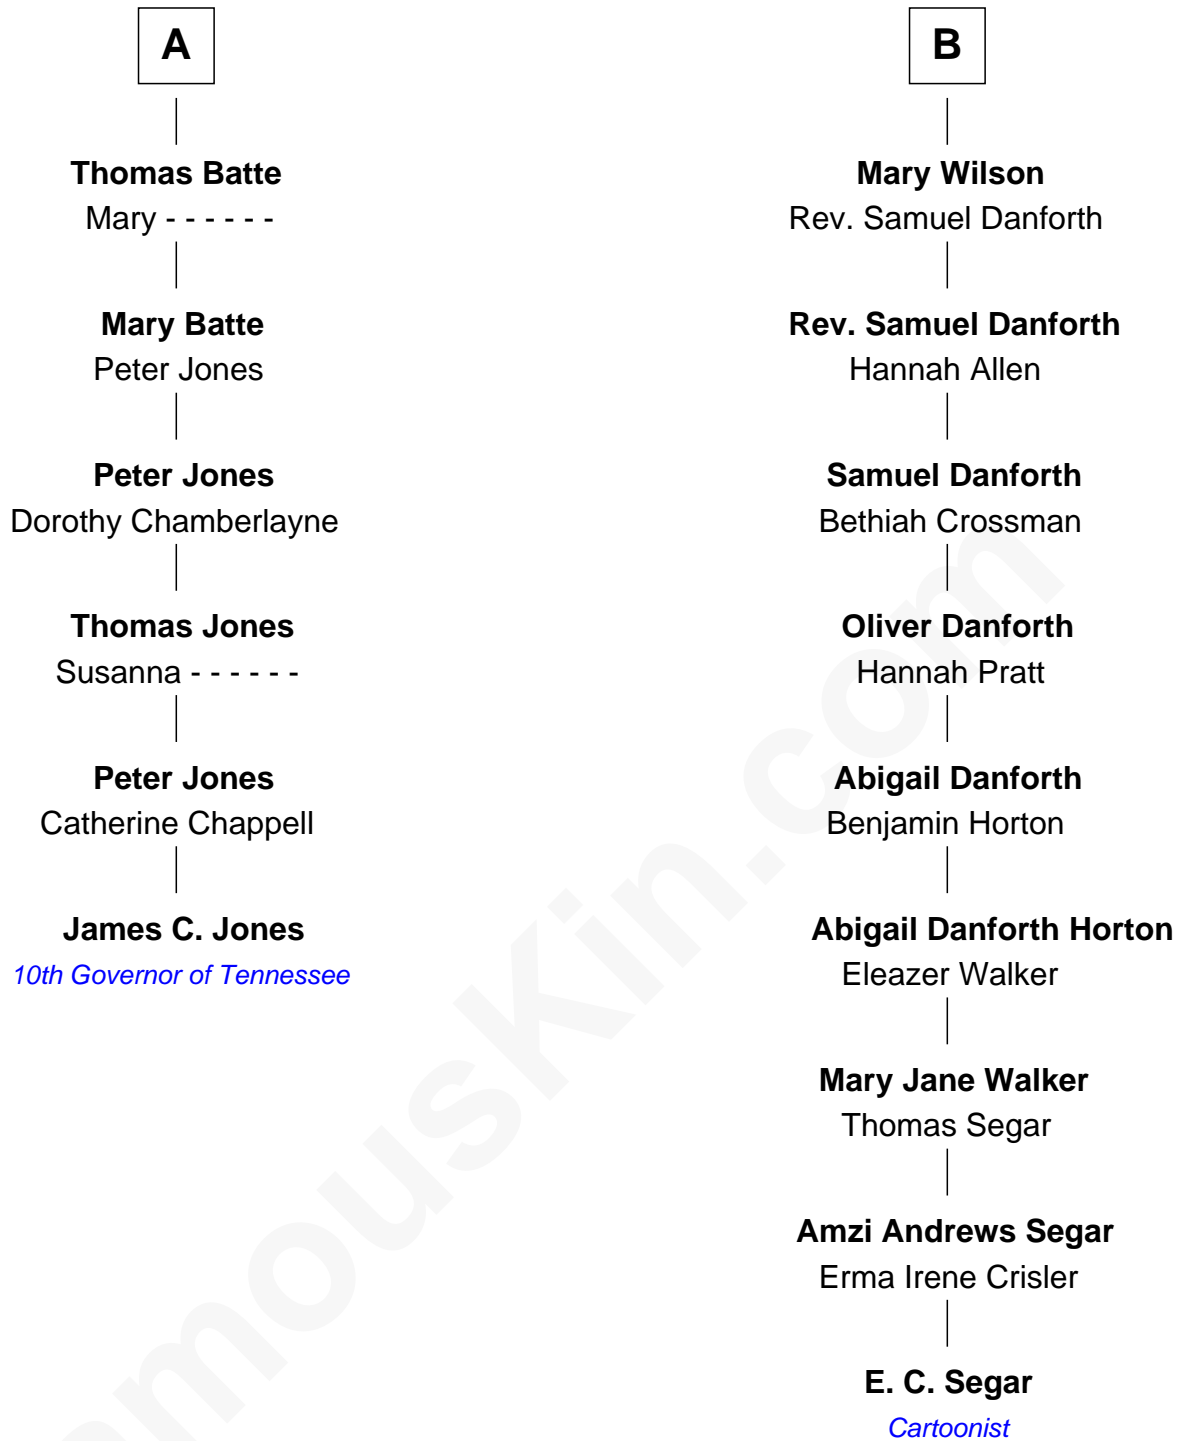 A
Thomas Batte
Mary - - - - - -
Mary Batte
Peter Jones
Peter Jones
Dorothy Chamberlayne
Thomas Jones
Susanna - - - - - -
Peter Jones
Catherine Chappell
James C. Jones
10th Governor of Tennessee
B
Mary Wilson
Rev. Samuel Danforth
Rev. Samuel Danforth
Hannah Allen
Samuel Danforth
Bethiah Crossman
Oliver Danforth
Hannah Pratt
Abigail Danforth
Benjamin Horton
Abigail Danforth Horton
Eleazer Walker
Mary Jane Walker
Thomas Segar
Amzi Andrews Segar
Erma Irene Crisler
E. C. Segar
Cartoonist
amouskin.com